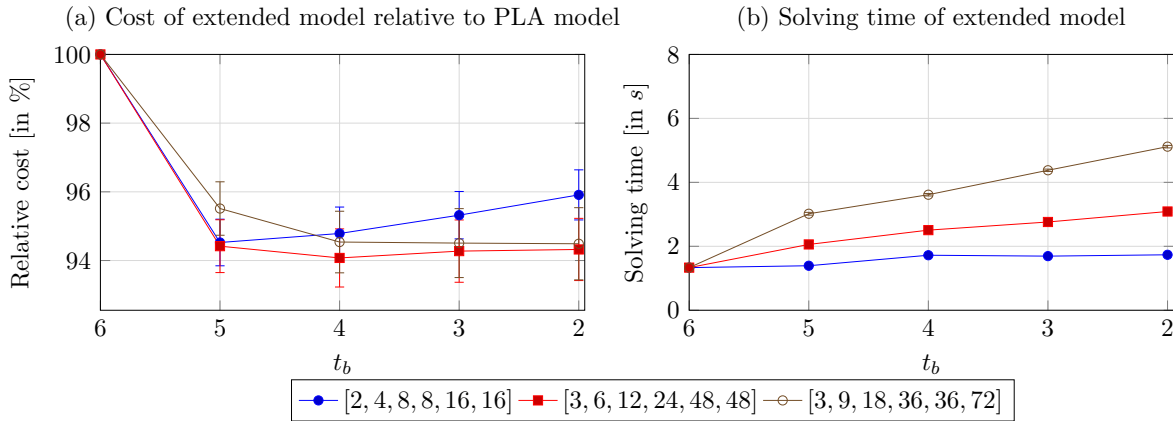 (a) Cost of extended model relative to PLA model
Relative cost [in %]
100
98
96
94
6 5 4 3 2
t_b
(b) Solving time of extended model
Solving time [in s]
8
6
4
2
0
6 5 4 3 2
t_b
[2, 4, 8, 8, 16, 16] [3, 6, 12, 24, 48, 48] [3, 9, 18, 36, 36, 72]